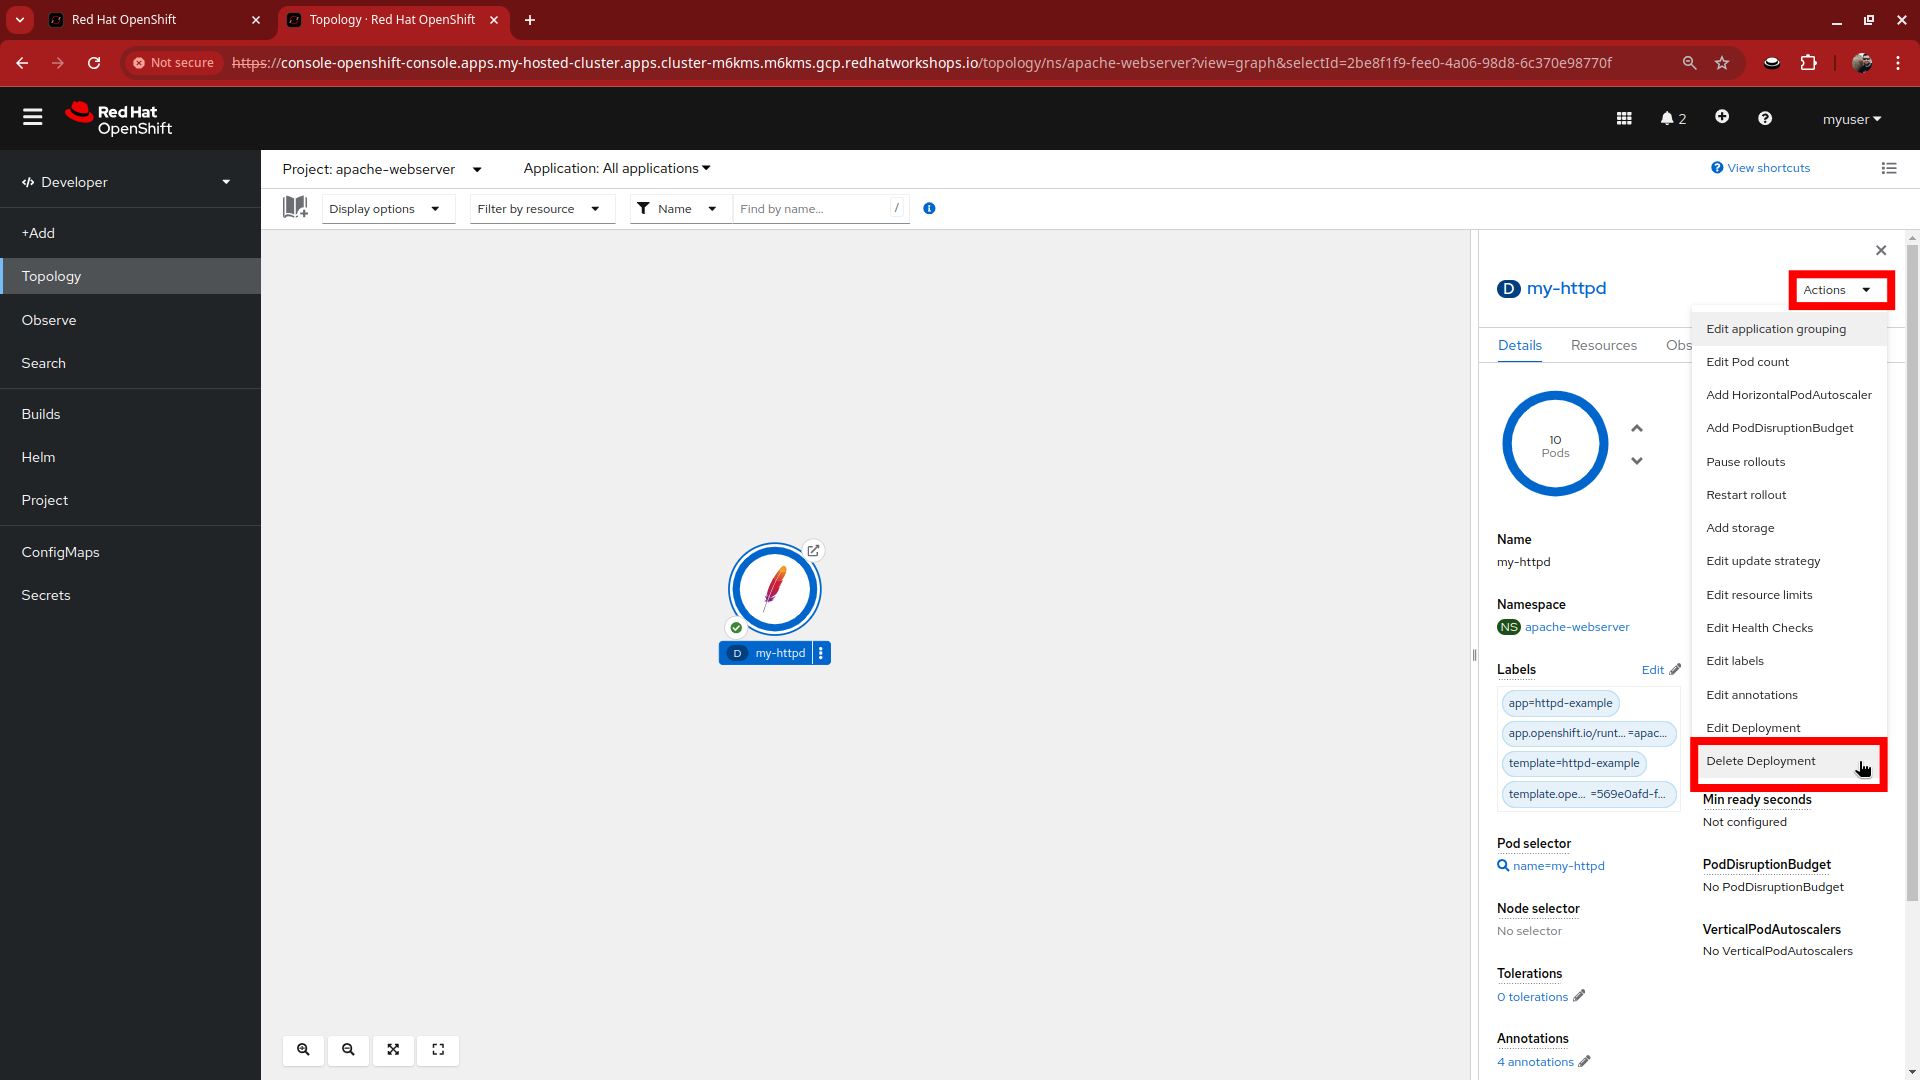 Red Hat OpenShift
Topology · Red Hat OpenShift
Not secure
https://console-openshift-console.apps.my-hosted-cluster.apps.cluster-m6kms.m6kms.gcp.redhatworkshops.io/topology/ns/apache-webserver?view=graph&selectId=2be8f1f9-fee0-4a06-98d8-6c370e98770f
Red Hat
OpenShift
2
myuser
Developer
+Add
Topology
Observe
Search
Builds
Helm
Project
ConfigMaps
Secrets
Project: apache-webserver
Application: All applications
View shortcuts
Display options
Filter by resource
Name
Find by name...
/
D my-httpd
D my-httpd
Actions
Details
Resources
Obs
Edit application grouping
Edit Pod count
Add HorizontalPodAutoscaler
Add PodDisruptionBudget
Pause rollouts
Restart rollout
Add storage
Edit update strategy
Edit resource limits
Edit Health Checks
Edit labels
Edit annotations
Edit Deployment
Delete Deployment
10
Pods
Name
my-httpd
Namespace
NS apache-webserver
Labels
Edit
app=httpd-example
app.openshift.io/runt... =apac...
template=httpd-example
template.ope... =569e0afd-f...
Pod selector
name=my-httpd
Node selector
No selector
Tolerations
0 tolerations
Annotations
4 annotations
Min ready seconds
Not configured
PodDisruptionBudget
No PodDisruptionBudget
VerticalPodAutoscalers
No VerticalPodAutoscalers